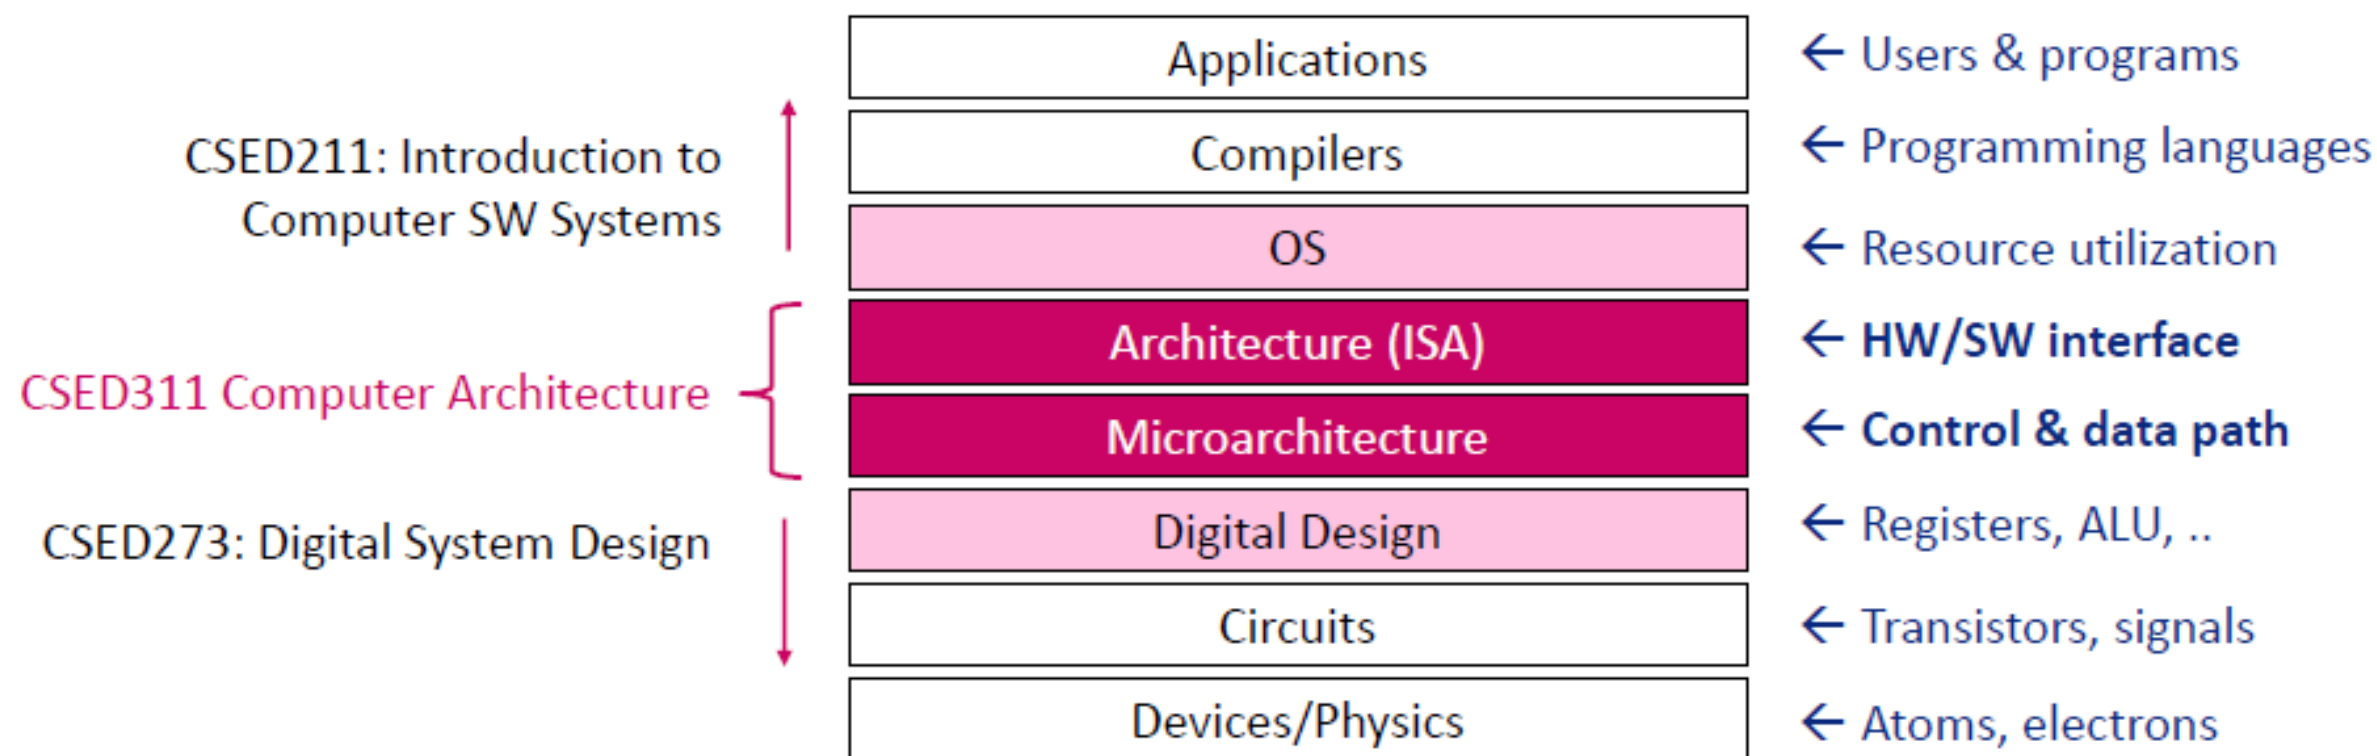 Applications
← Users & programs
CSED211: Introduction to
Computer SW Systems
Compilers
← Programming languages
OS
← Resource utilization
CSED311 Computer Architecture
Architecture (ISA)
← HW/SW interface
Microarchitecture
← Control & data path
CSED273: Digital System Design
Digital Design
← Registers, ALU, ..
Circuits
← Transistors, signals
Devices/Physics
← Atoms, electrons